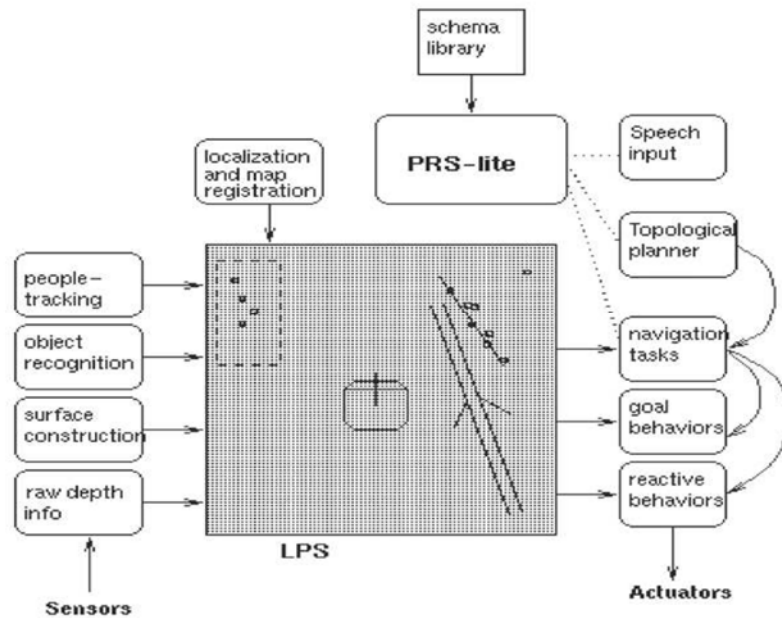 schema
library
PRS-lite
Speech
input
localization
and map
registration
Topological
planner
people-
tracking
object
recognition
navigation
tasks
surface
construction
goal
behaviors
raw depth
info
reactive
behaviors
LPS
Sensors
Actuators